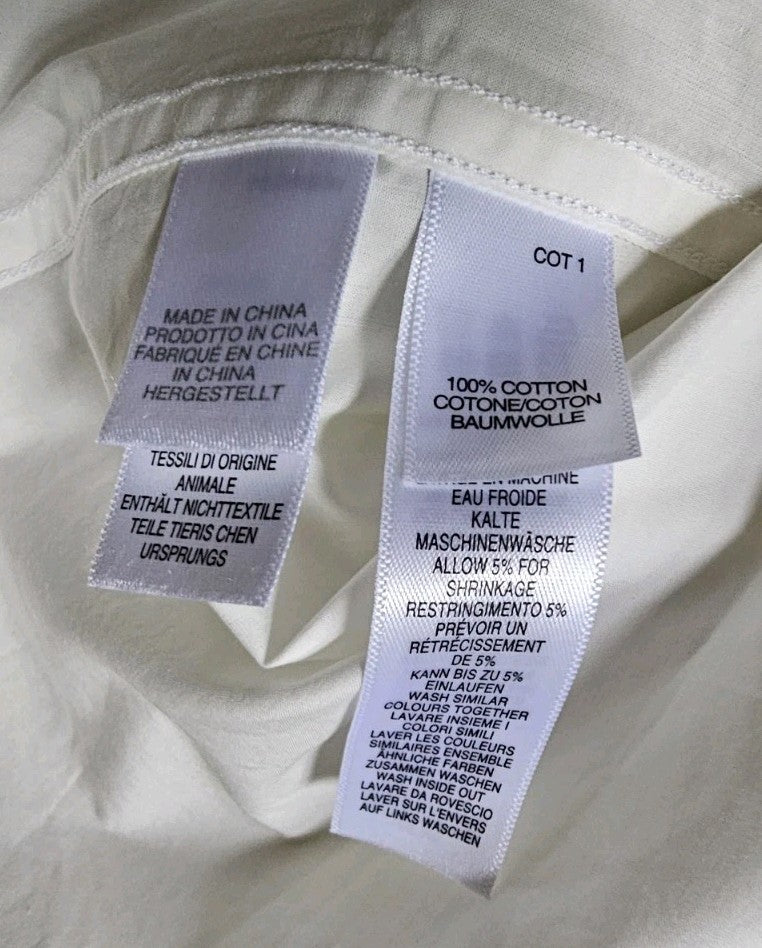 MADE IN CHINA
PRODOTTO IN CINA
FABRIQUÉ EN CHINE
IN CHINA
HERGESTELLT
TESSILI DI ORIGINE
ANIMALE
ENTHÄLT NICHTTEXTILE
TEILE TIERIS CHEN
URSPRUNGS
COT 1
100% COTTON
COTONE/COTON
BAUMWOLLE
EN MACHINE
EAU FROIDE
KALTE
MASCHINENWÄSCHE
ALLOW 5% FOR
SHRINKAGE
RESTRINGIMENTO 5%
PRÉVOIR UN
RÉTRÉCISSEMENT
DE 5%
KANN BIS ZU 5%
EINLAUFEN
WASH SIMILAR
COLOURS TOGETHER
LAVARE INSIEME I
COLORI SIMILI
LAVER LES COULEURS
SIMILAIRES ENSEMBLE
ÄHNLICHE FARBEN
ZUSAMMEN WASCHEN
WASH INSIDE OUT
LAVARE DA ROVESCIO
LAVER SUR L'ENVERS
AUF LINKS WASCHEN